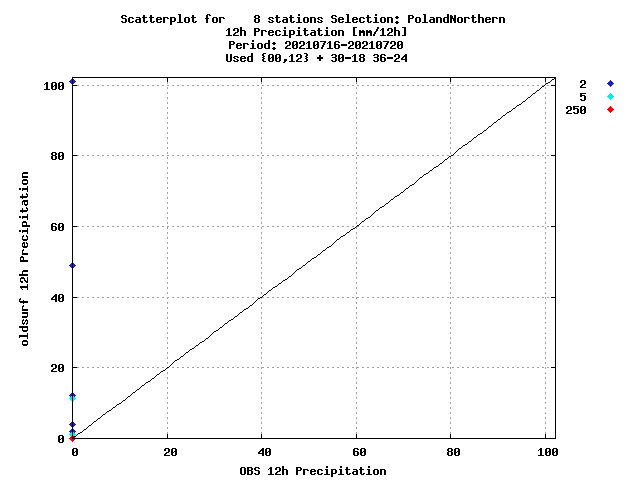 Scatterplot for    8 stations Selection: PolandNorthern
12h Precipitation [mm/12h]
Period: 20210716-20210720
Used {00,12} + 30-18 36-24
2
5
250
100
80
60
40
20
0
oldsurf 12h Precipitation
0 20 40 60 80 100
OBS 12h Precipitation